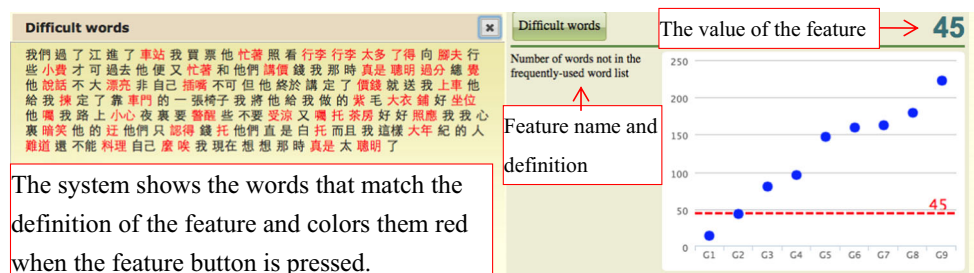 Difficult words
×
我們 過 了 江 進 了 車站 我 買 票 他 忙著 照 看 行李 行李 太多 了得 向 腳夫 行
些 小費 才 可 過去 他 便 又 忙著 和 他們 講價 錢 我 那 時 真是 聰明 過分 總 覺
他 說話 不 大 漂亮 非 自己 插嘴 不可 但 他 終於 講 定 了 價錢 就 送 我 上車 他
給 我 揀 定 了 靠 車門 的 一 張椅子 我 將 他 給 我 做 的 紫 毛 大衣 鋪 好 坐位
他 囑 我 路 上 小心 夜 裏 要 警醒 些 不要 受涼 又 囑 托 茶房 好 好 照應 我 我 心
裏 暗笑 他 的 迂 他們 只 認得 錢 托 他們 直 是 白 托 而且 我 這樣 大年 紀 的 人
難道 還 不能 料理 自己 麼 唉 我 現在 想想 那 時 真是 太 聰明 了
The system shows the words that match the
definition of the feature and colors them red
when the feature button is pressed.
Difficult words
The value of the feature
45
Number of words not in the
frequently-used word list
Feature name and
definition
250
200
150
100
50
0
45
G1 G2 G3 G4 G5 G6 G7 G8 G9